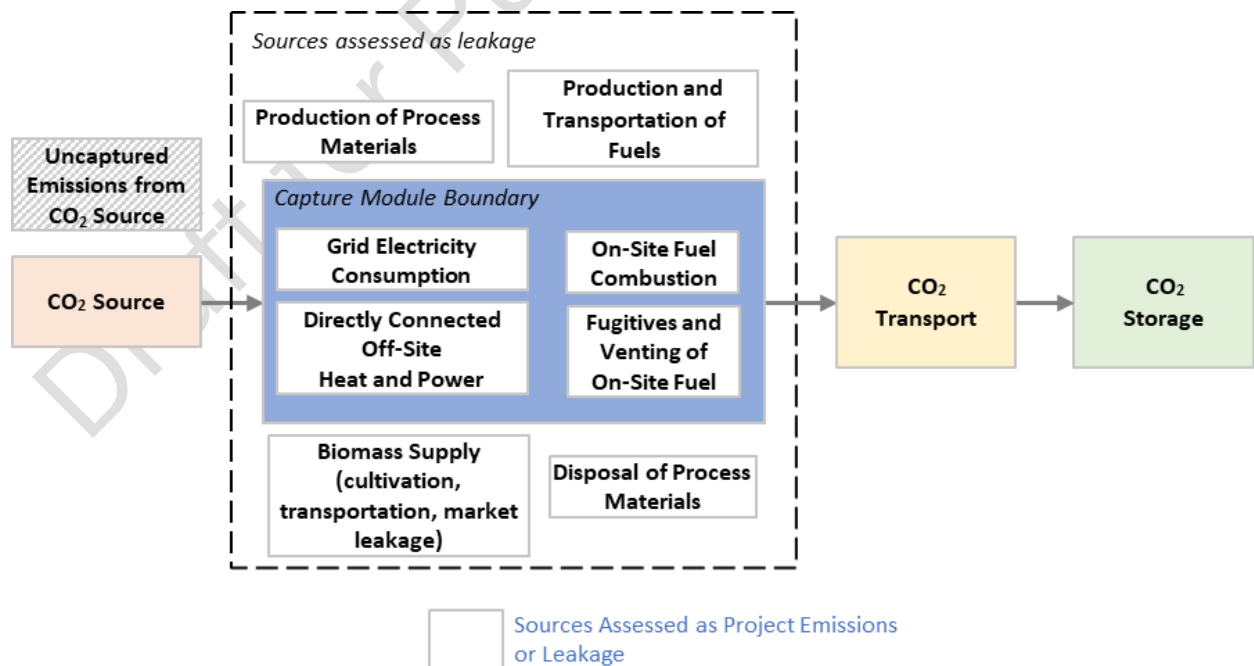 Sources assessed as leakage
Production of Process
Materials
Production and
Transportation of
Fuels
Uncaptured
Emissions from
CO₂ Source
CO₂ Source
Capture Module Boundary
Grid Electricity
Consumption
On-Site Fuel
Combustion
Directly Connected
Off-Site
Heat and Power
Fugitives and
Venting of
On-Site Fuel
CO₂
Transport
CO₂
Storage
Biomass Supply
(cultivation,
transportation, market
leakage)
Disposal of Process
Materials
Sources Assessed as Project Emissions
or Leakage